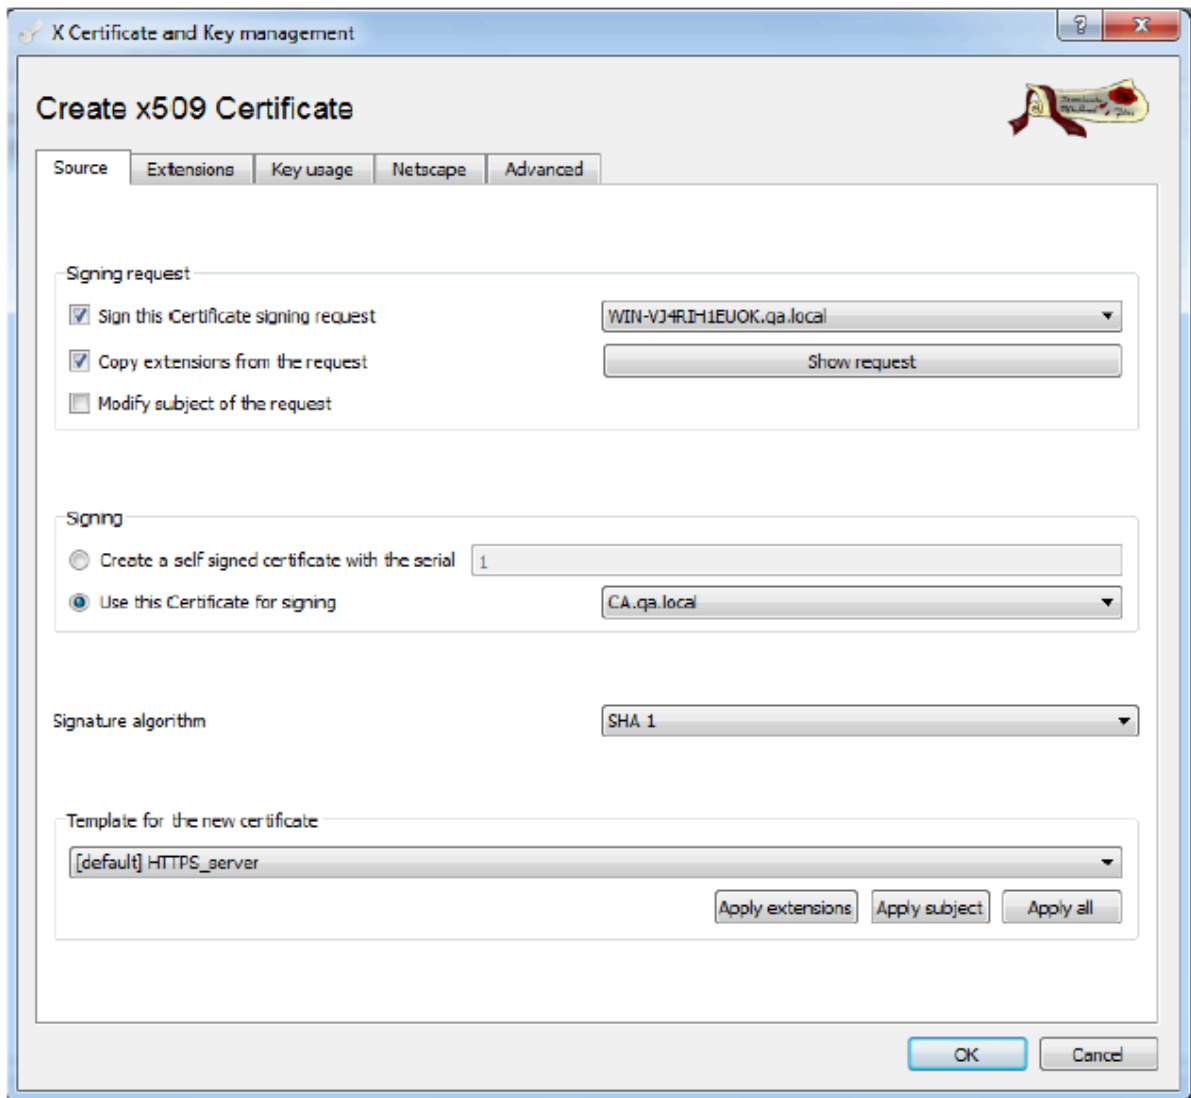 X Certificate and Key management
Create x509 Certificate
Source Extensions Key usage Netscape Advanced
Signing request
Sign this Certificate signing request WIN-VJ4RIH1EUOK.qa.local
Copy extensions from the request Show request
Modify subject of the request
Signing
Create a self signed certificate with the serial 1
Use this Certificate for signing CA.qa.local
Signature algorithm SHA 1
Template for the new certificate
[default] HTTPS_server
Apply extensions Apply subject Apply all
OK Cancel